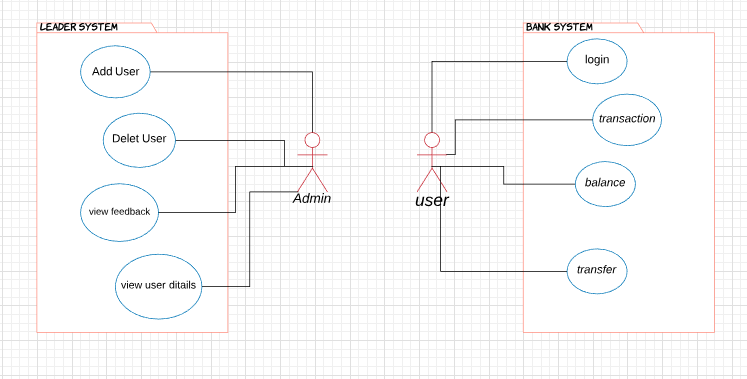 LEADER SYSTEM
Add User
Delet User
view feedback
view user ditails
Admin
user
BANK SYSTEM
login
transaction
balance
transfer